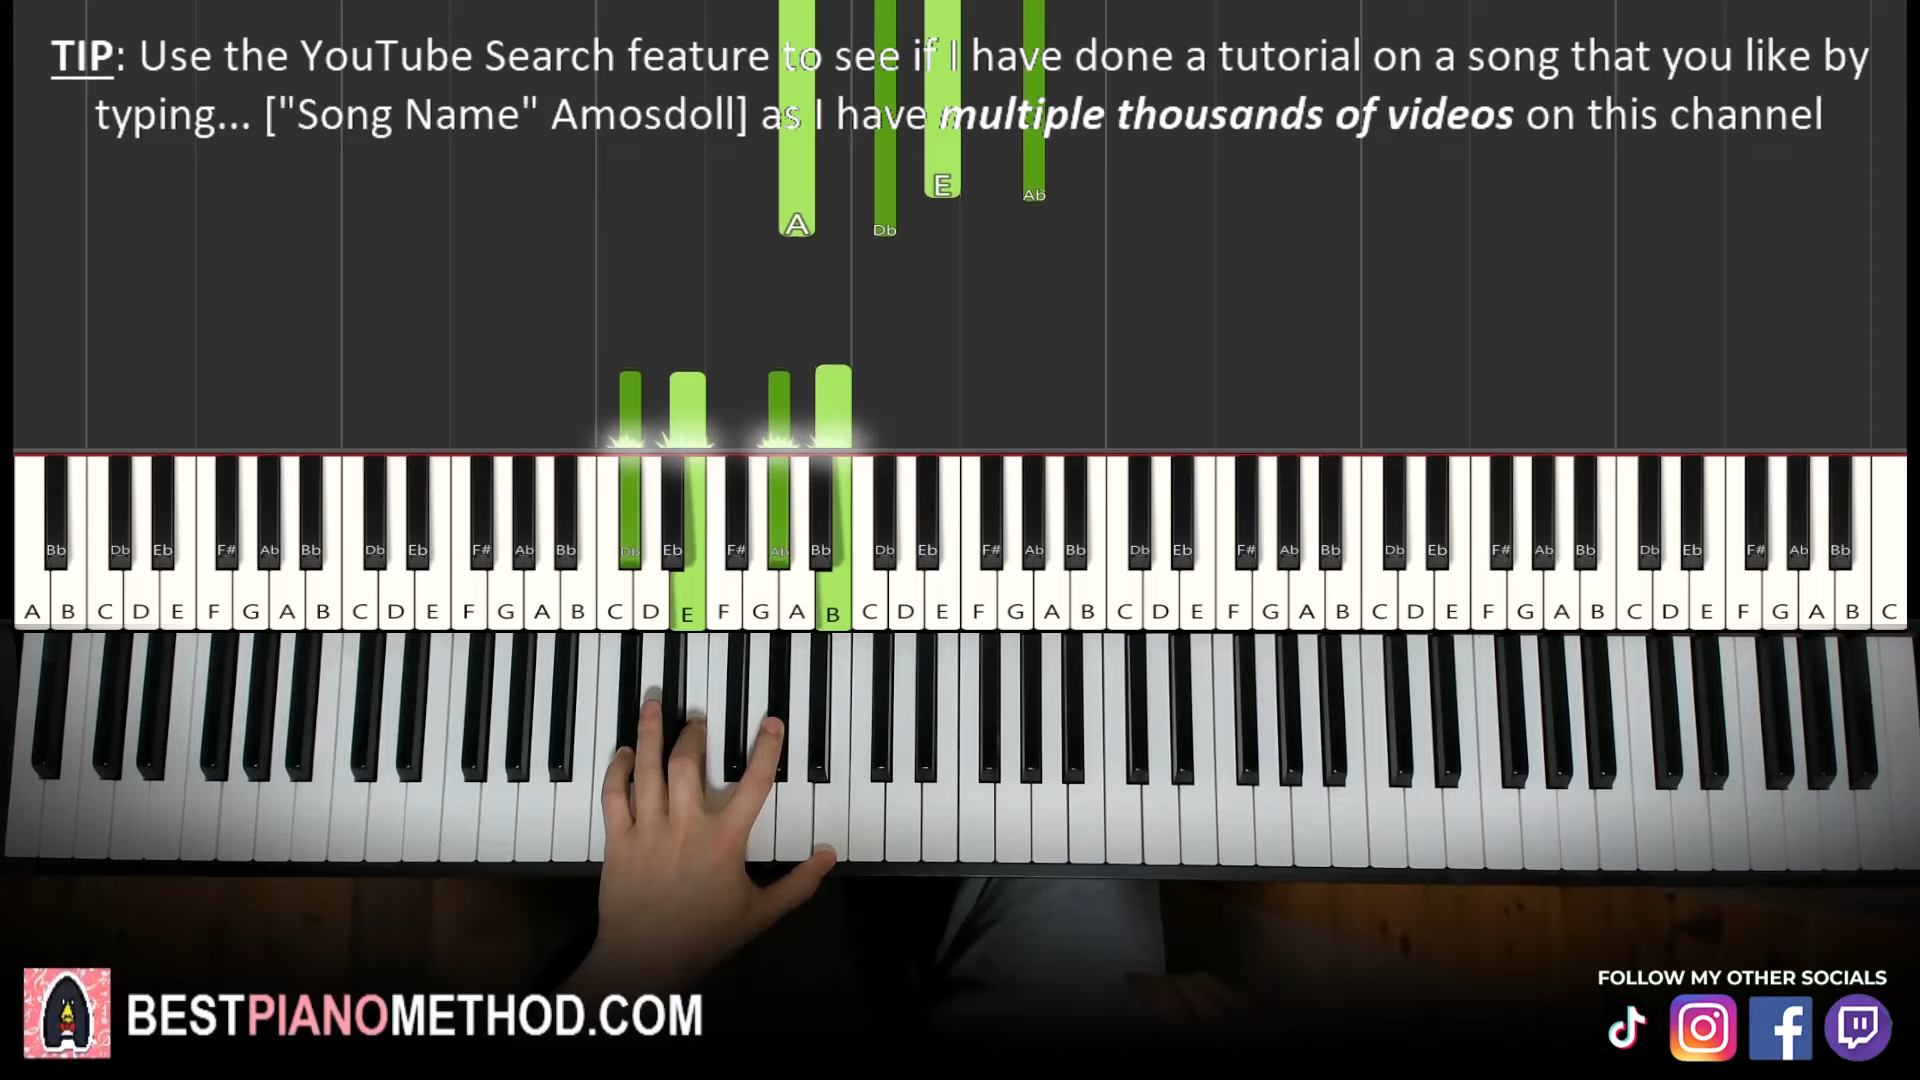 TIP: Use the YouTube Search feature to see if I have done a tutorial on a song that you like by
typing... ["Song Name" Amosdoll] as I have multiple thousands of videos on this channel
E
Ab
A
Db
Bb Db Eb F# Ab Bb Db Eb F# Ab Bb Db Eb F# Ab Bb Db Eb F# Ab Bb Db Eb F# Ab Bb Db Eb F# Ab Bb Db Eb F# Ab Bb
A B C D E F G A B C D E F G A B C D E F G A B C D E F G A B C D E F G A B C D E F G A B C D E F G A B C
FOLLOW MY OTHER SOCIALS
BESTPIANOMETHOD.COM